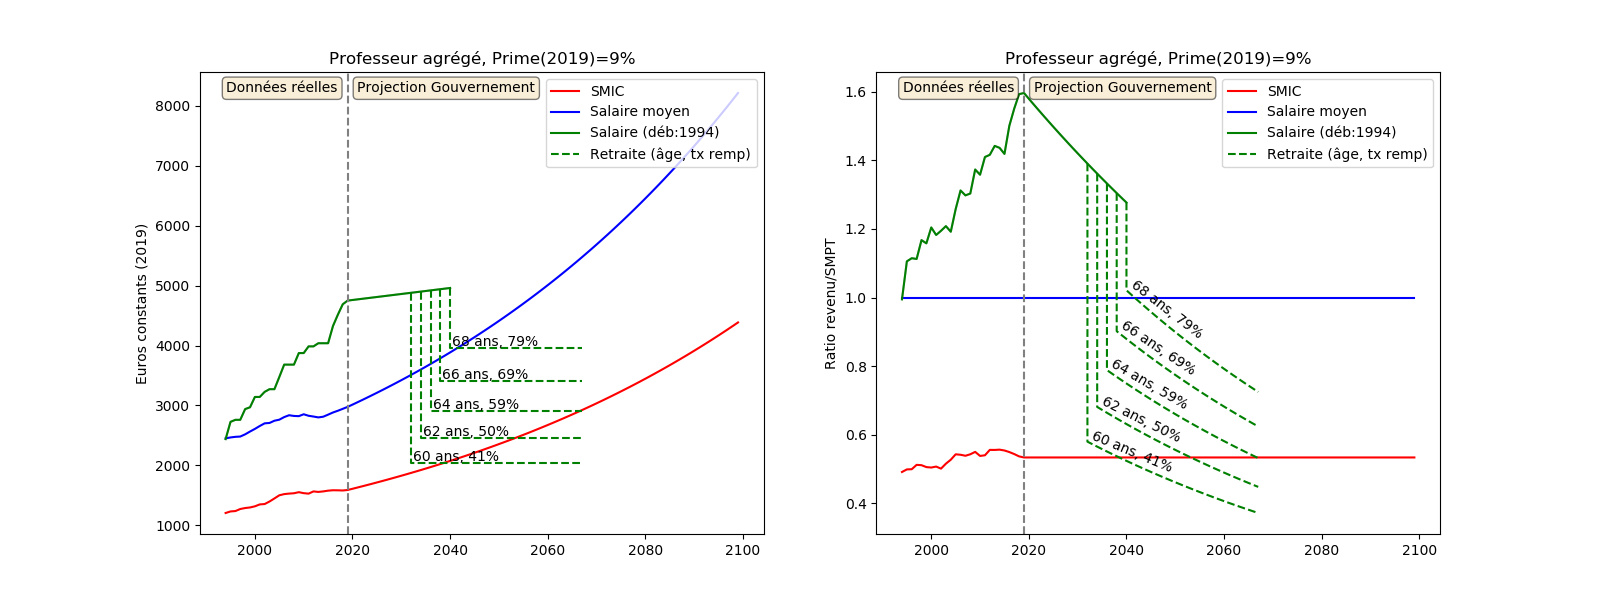 Professeur agrégé, Prime(2019)=9%
Données réelles
Projection Gouvernement
SMIC
Salaire moyen
Salaire (déb:1994)
Retraite (âge, tx remp)
Euros constants (2019)
8000
7000
6000
5000
4000
3000
2000
1000
68 ans, 79%
66 ans, 69%
64 ans, 59%
62 ans, 50%
60 ans, 41%
2000
2020
2040
2060
2080
2100
Professeur agrégé, Prime(2019)=9%
Données réelles
Projection Gouvernement
SMIC
Salaire moyen
Salaire (déb:1994)
Retraite (âge, tx remp)
Ratio revenu/SMPT
1.6
1.4
1.2
1.0
0.8
0.6
0.4
68 ans, 79%
66 ans, 69%
64 ans, 59%
62 ans, 50%
60 ans, 41%
2000
2020
2040
2060
2080
2100